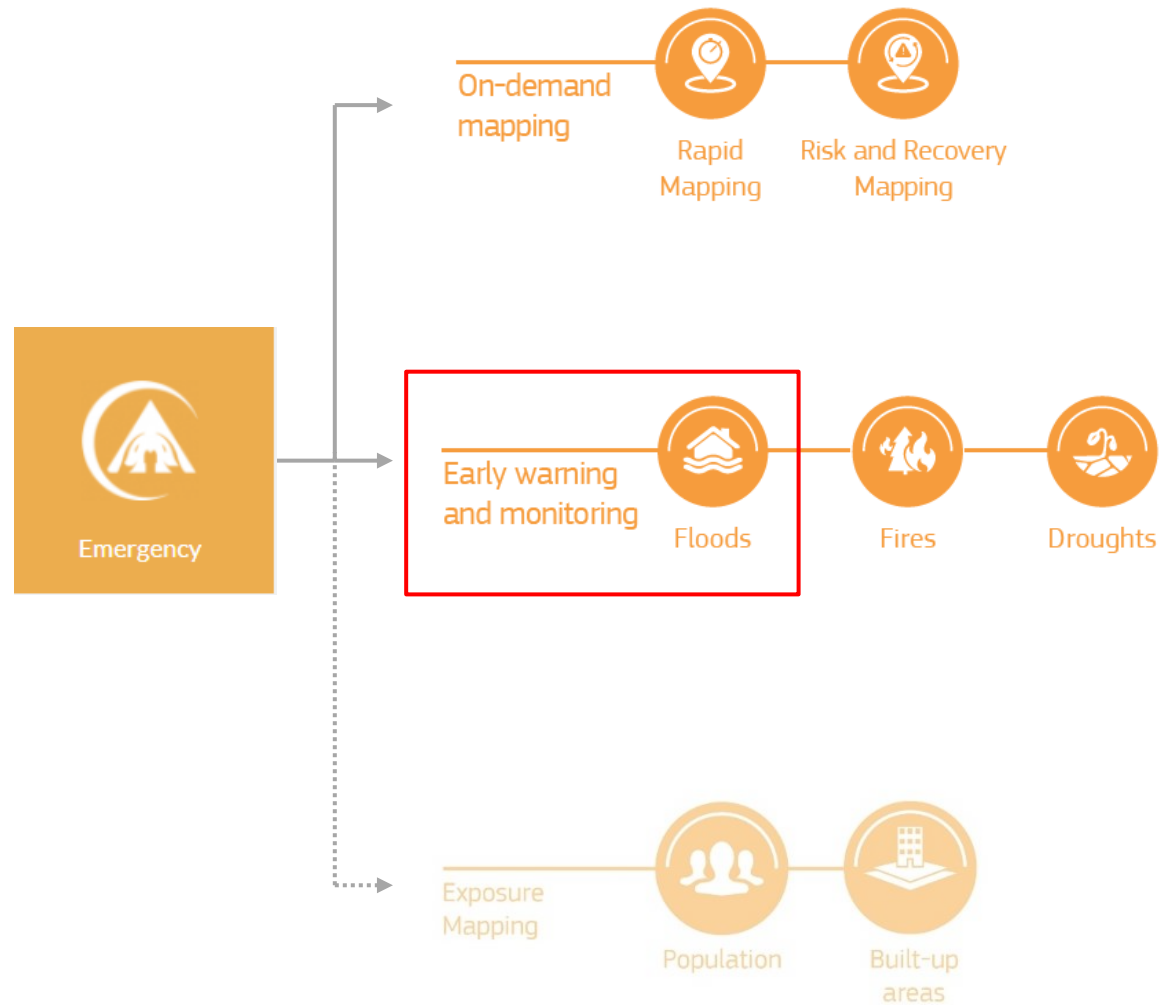 On-demand
mapping
Rapid
Mapping
Risk and Recovery
Mapping
Emergency
Early warning
and monitoring
Floods
Fires
Droughts
Exposure
Mapping
Population
Built-up
areas